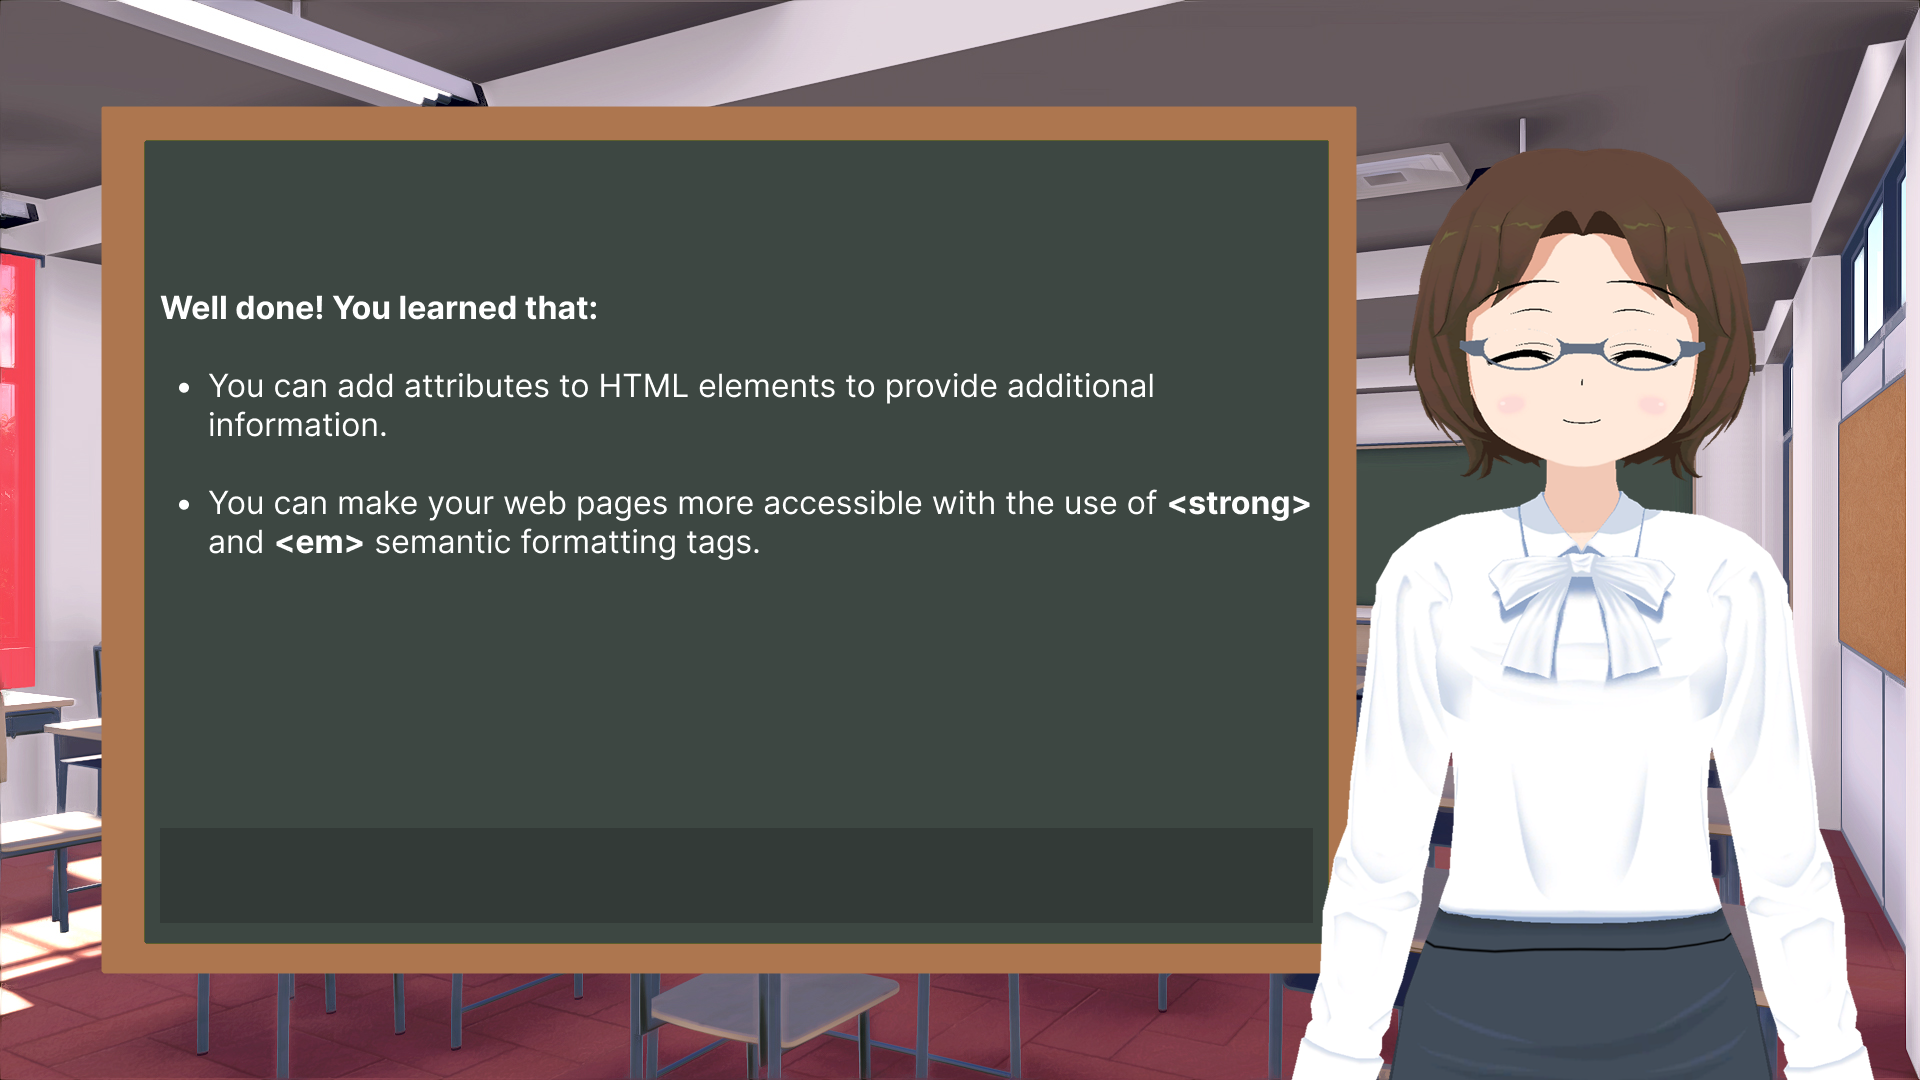 Well done! You learned that:
• You can add attributes to HTML elements to provide additional
information.
• You can make your web pages more accessible with the use of <strong>
and <em> semantic formatting tags.